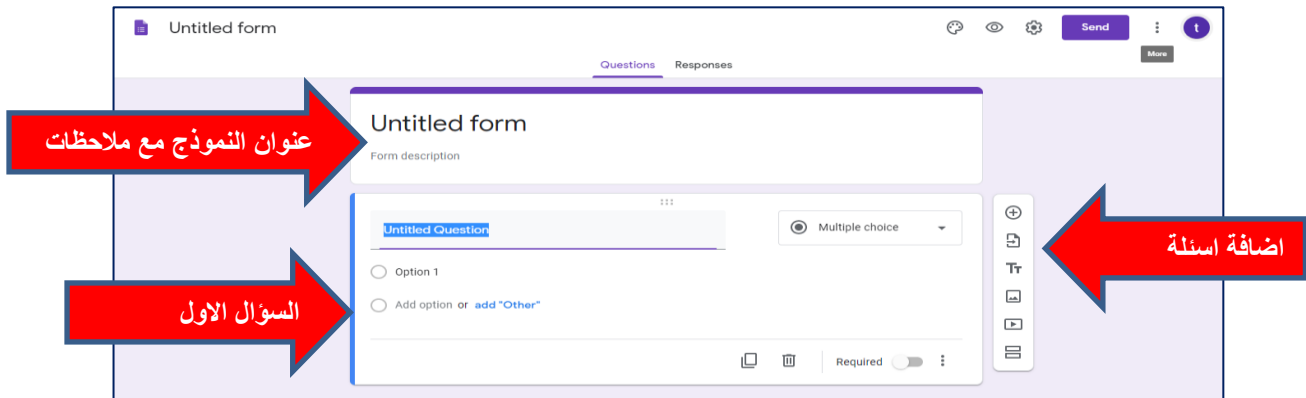 Untitled form
Send
t
More
Questions Responses
Untitled form
عنوان النموذج مع ملاحظات
Form description
Untitled Question
Multiple choice
اضافة اسئلة
Option 1
Tт
Add option or add "Other"
السؤال الاول
Required